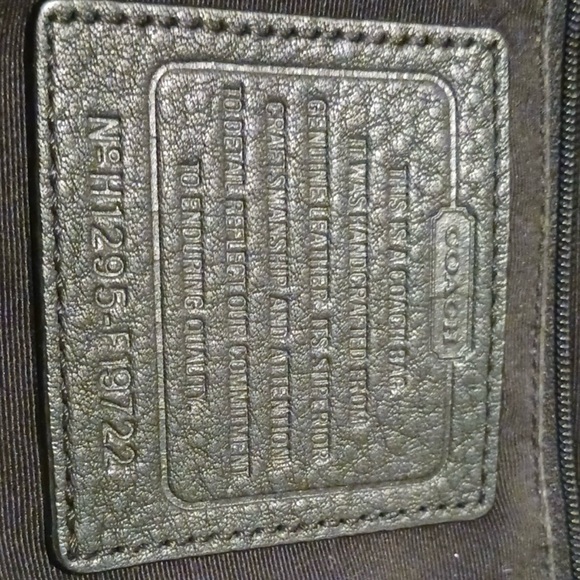 COACH
THIS IS A COACH BAG.
IT WAS HANDCRAFTED FROM
GENUINE LEATHER. ITS SUPERIOR
CRAFTSMANSHIP AND ATTENTION
TO DETAIL REFLECT OUR COMMITMENT
TO ENDURING QUALITY.
Nº H1295-F19722